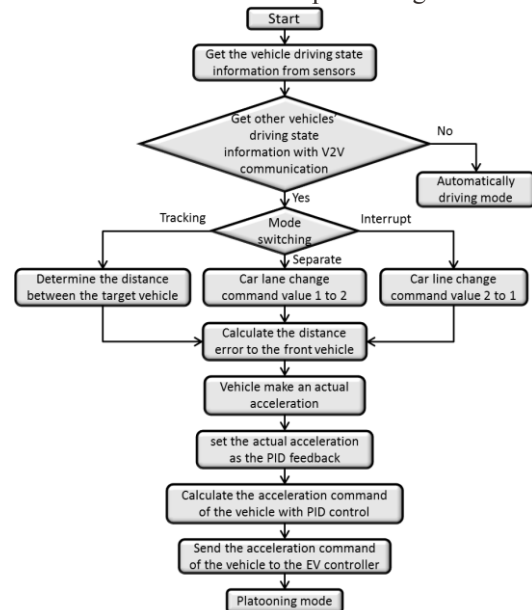 Start
Get the vehicle driving state
information from sensors
Get other vehicles'
driving state
information with V2V
communication
No
Automatically
driving mode
Yes
Tracking
Mode
switching
Interrupt
Separate
Determine the distance
between the target vehicle
Car lane change
command value 1 to 2
Car line change
command value 2 to 1
Calculate the distance
error to the front vehicle
Vehicle make an actual
acceleration
set the actual acceleration
as the PID feedback
Calculate the acceleration command
of the vehicle with PID control
Send the acceleration command
of the vehicle to the EV controller
Platooning mode